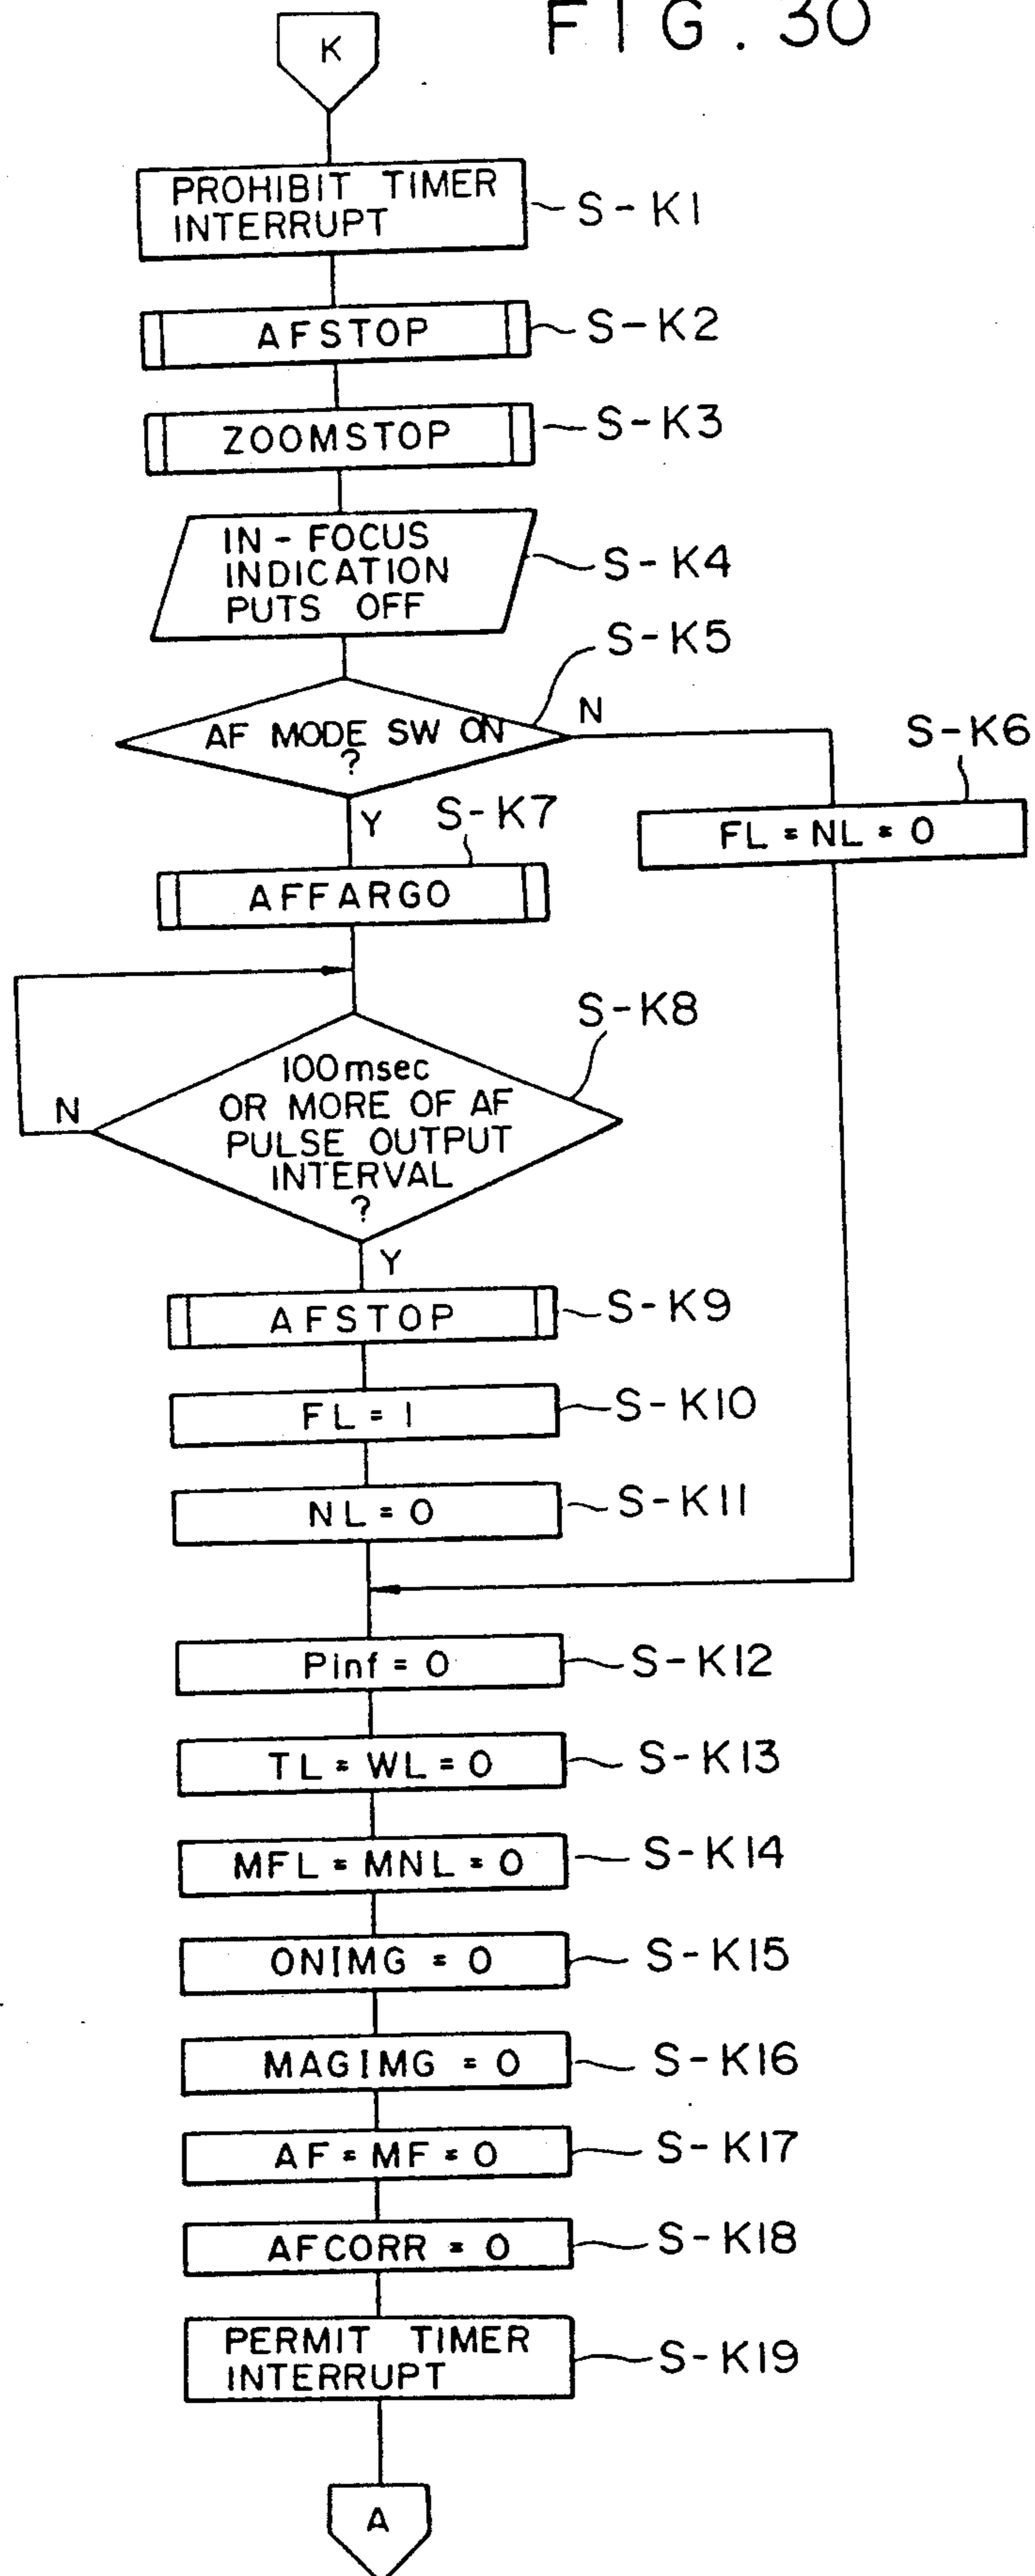 FIG. 30
K
PROHIBIT TIMER
INTERRUPT
S-K1
AFSTOP
S-K2
ZOOMSTOP
S-K3
IN-FOCUS
INDICATION
PUTS OFF
S-K4
S-K5
AF MODE SW ON
?
N
S-K6
FL = NL = 0
Y
S-K7
AFFARGO
S-K8
100msec
OR MORE OF AF
PULSE OUTPUT
INTERVAL
?
N
Y
AFSTOP
S-K9
FL = 1
S-K10
NL = 0
S-K11
Pinf = 0
S-K12
TL = WL = 0
S-K13
MFL = MNL = 0
S-K14
ONIMG = 0
S-K15
MAGIMG = 0
S-K16
AF = MF = 0
S-K17
AFCORR = 0
S-K18
PERMIT TIMER
INTERRUPT
S-K19
A